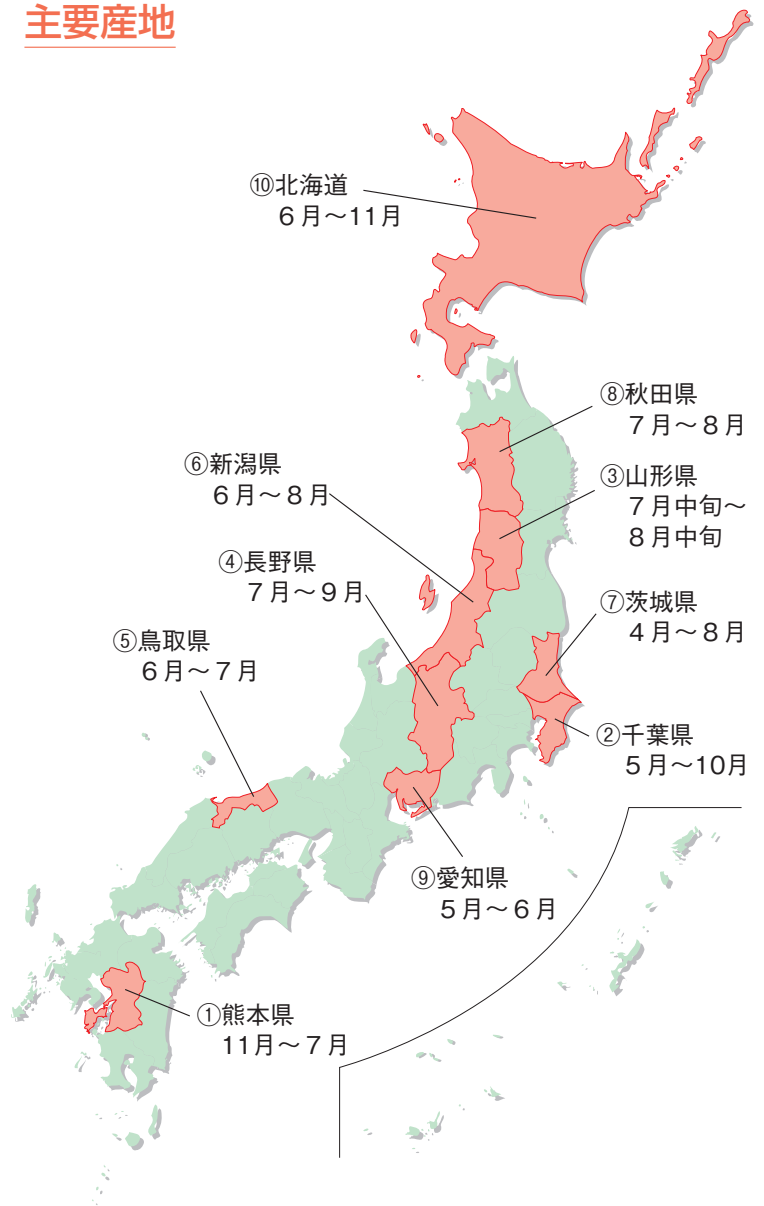 主要産地
⑩北海道
6月〜11月
⑧秋田県
7月〜8月
⑥新潟県
6月〜8月
③山形県
7月中旬〜
8月中旬
④長野県
7月〜9月
⑦茨城県
4月〜8月
⑤鳥取県
6月〜7月
②千葉県
5月〜10月
⑨愛知県
5月〜6月
①熊本県
11月〜7月